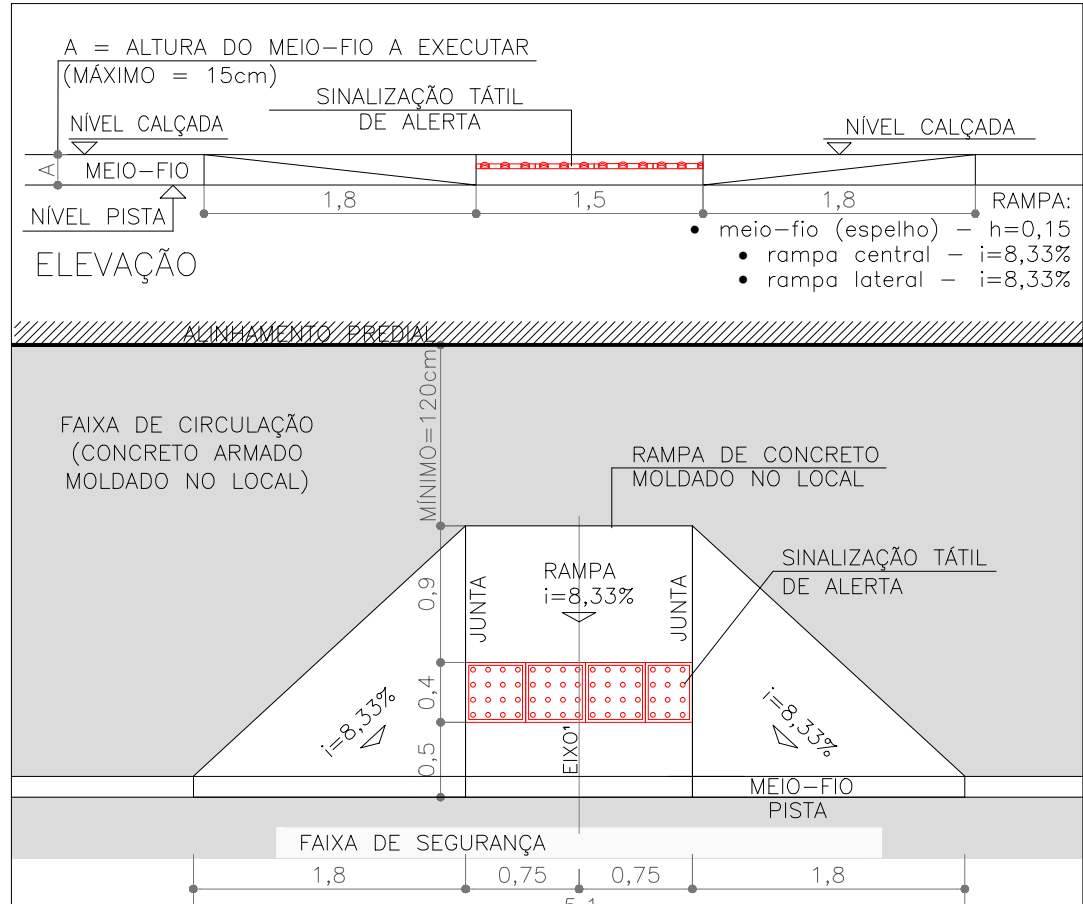 A = ALTURA DO MEIO-FIO A EXECUTAR
(MÁXIMO = 15cm)
SINALIZAÇÃO TÁTIL
DE ALERTA
NÍVEL CALÇADA
NÍVEL CALÇADA
A
MEIO-FIO
NÍVEL PISTA
1,8
1,5
1,8
RAMPA:
• meio-fio (espelho) - h=0,15
• rampa central - i=8,33%
• rampa lateral - i=8,33%
ELEVAÇÃO
ALINHAMENTO PREDIAL
MÍNIMO=120cm
FAIXA DE CIRCULAÇÃO
(CONCRETO ARMADO
MOLDADO NO LOCAL)
RAMPA DE CONCRETO
MOLDADO NO LOCAL
SINALIZAÇÃO TÁTIL
DE ALERTA
0,9
JUNTA
RAMPA
i=8,33%
JUNTA
0,4
i=8,33%
i=8,33%
0,5
EIXO¹
MEIO-FIO
PISTA
FAIXA DE SEGURANÇA
1,8
0,75
0,75
1,8
5,1